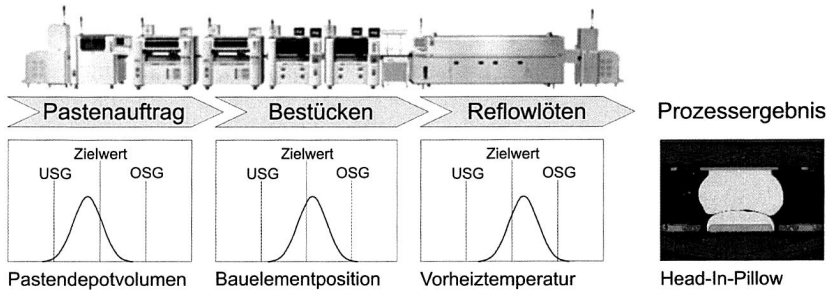 Pastenauftrag
Bestücken
Reflowlöten
Prozessergebnis
Zielwert
USG
OSG
Pastendepotvolumen
Zielwert
USG
OSG
Bauelementposition
Zielwert
USG
OSG
Vorheiztemperatur
Head-In-Pillow